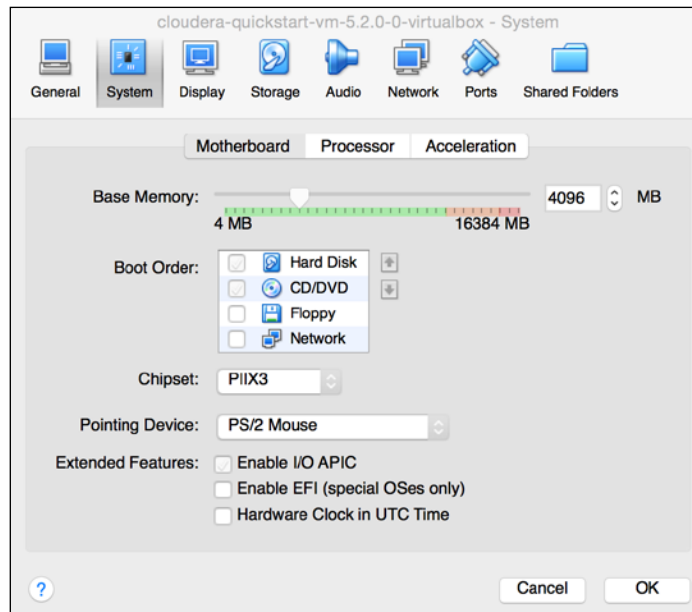 cloudera-quickstart-vm-5.2.0-0-virtualbox - System
General System Display Storage Audio Network Ports Shared Folders
Motherboard Processor Acceleration
Base Memory: 4096 MB
4 MB 16384 MB
Boot Order: Hard Disk
CD/DVD
Floppy
Network
Chipset: PIIX3
Pointing Device: PS/2 Mouse
Extended Features: Enable I/O APIC
Enable EFI (special OSes only)
Hardware Clock in UTC Time
? Cancel OK